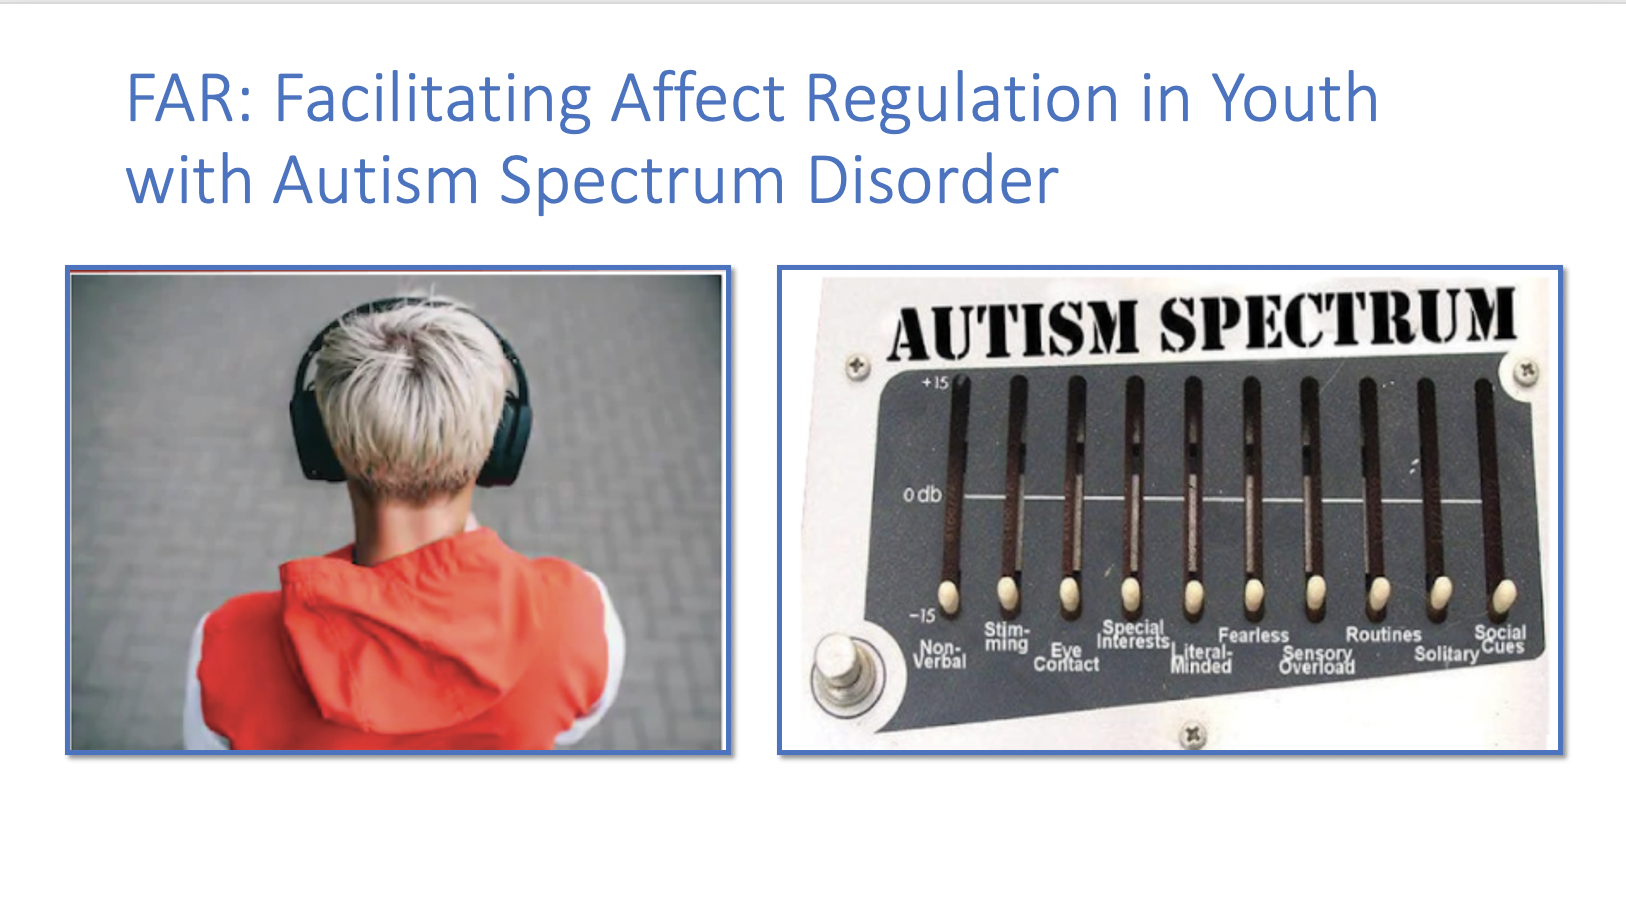 FAR: Facilitating Affect Regulation in Youth
with Autism Spectrum Disorder
AUTISM SPECTRUM
+15
0 db
−15
Non-
Verbal
Stim-
ming
Eye
Contact
Special
Interests
Literal-
Minded
Fearless
Sensory
Overload
Routines
Solitary
Social
Cues